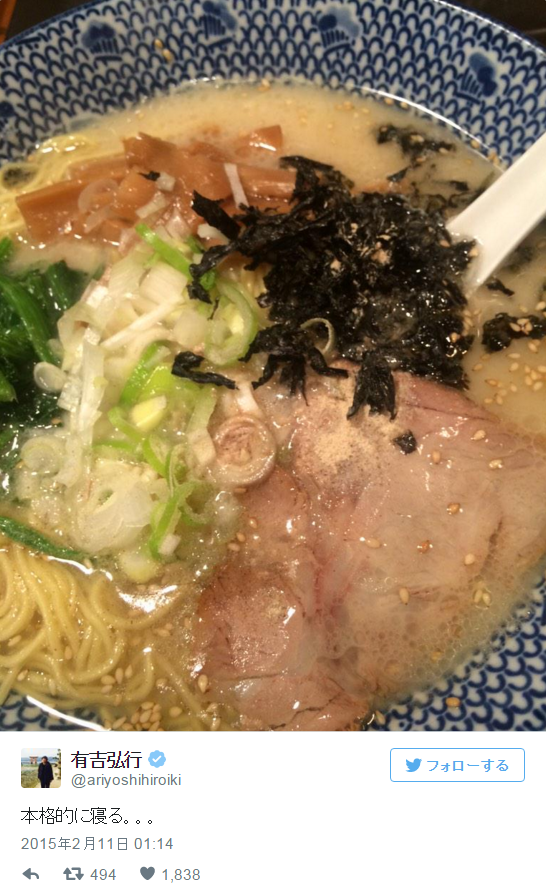 有吉弘行
@ariyoshihiroiki
フォローする
本格的に寝る。。。
2015年2月11日 01:14
494 1,838